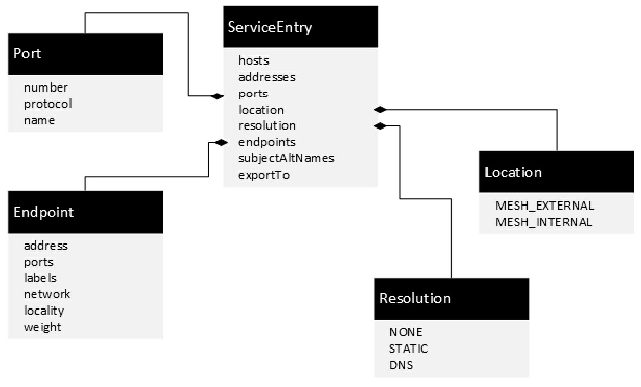 ServiceEntry
hosts
addresses
ports
location
resolution
endpoints
subjectAltNames
exportTo
Port
number
protocol
name
Endpoint
address
ports
labels
network
locality
weight
Location
MESH_EXTERNAL
MESH_INTERNAL
Resolution
NONE
STATIC
DNS